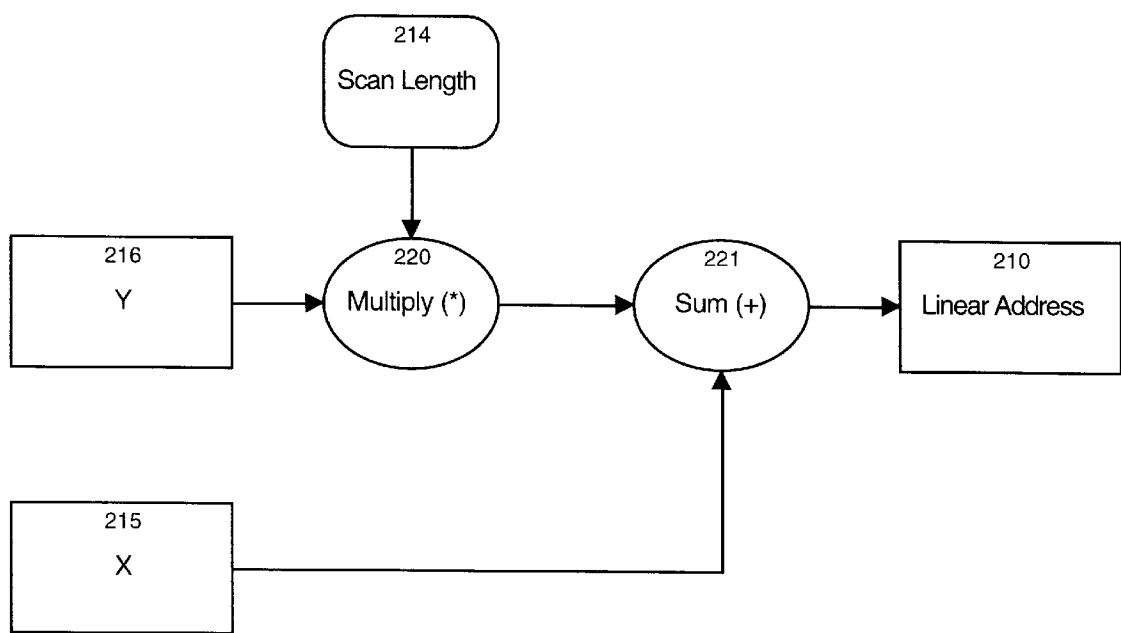 214
Scan Length
216
Y
220
Multiply (*)
221
Sum (+)
210
Linear Address
215
X